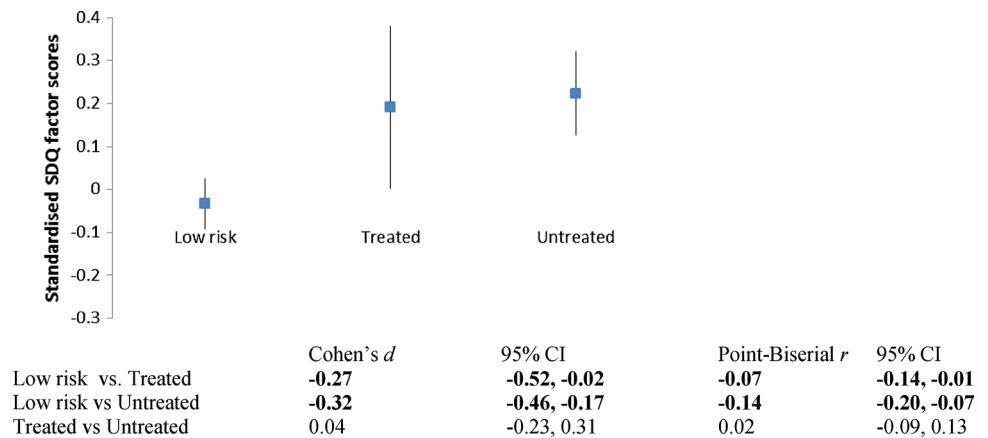 Standardised SDQ factor scores
0.4
0.3
0.2
0.1
0
-0.1
-0.2
-0.3
Low risk Treated Untreated
Cohen's d 95% CI Point-Biserial r 95% CI
Low risk vs. Treated -0.27 -0.52, -0.02 -0.07 -0.14, -0.01
Low risk vs Untreated -0.32 -0.46, -0.17 -0.14 -0.20, -0.07
Treated vs Untreated 0.04 -0.23, 0.31 0.02 -0.09, 0.13